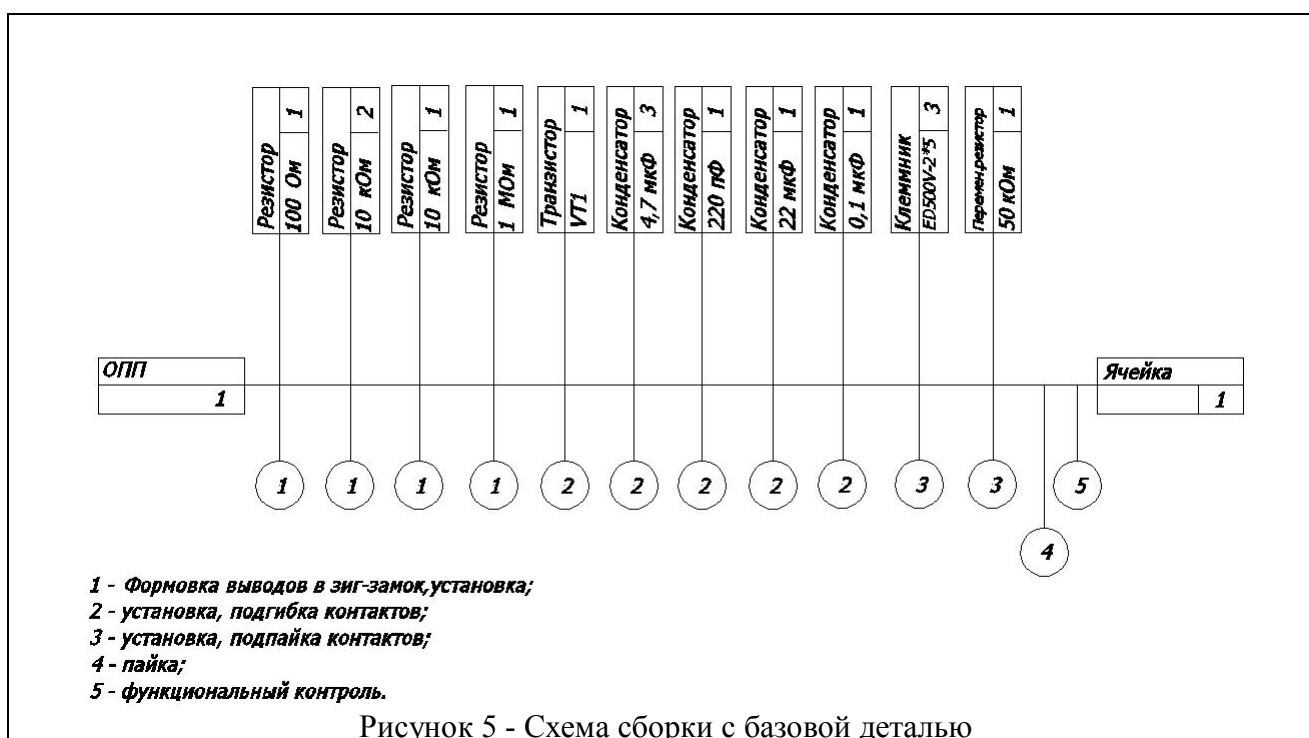 Резистор
100 Ом
1
Резистор
10 кОм
2
Резистор
10 кОм
1
Резистор
1 МОм
1
Транзистор
VT1
1
Конденсатор
4,7 мкФ
3
Конденсатор
220 пФ
1
Конденсатор
22 мкФ
1
Конденсатор
0,1 мкФ
1
Клеммник
ED500V-2*5
3
Перемен.резистор
50 кОм
1
ОПП
1
Ячейка
1
1 1 1 1 2 2 2 2 2 3 3 5
4
1 - Формовка выводов в зиг-замок,установка;
2 - установка, подгибка контактов;
3 - установка, подпайка контактов;
4 - пайка;
5 - функциональный контроль.
Рисунок 5 - Схема сборки с базовой деталью